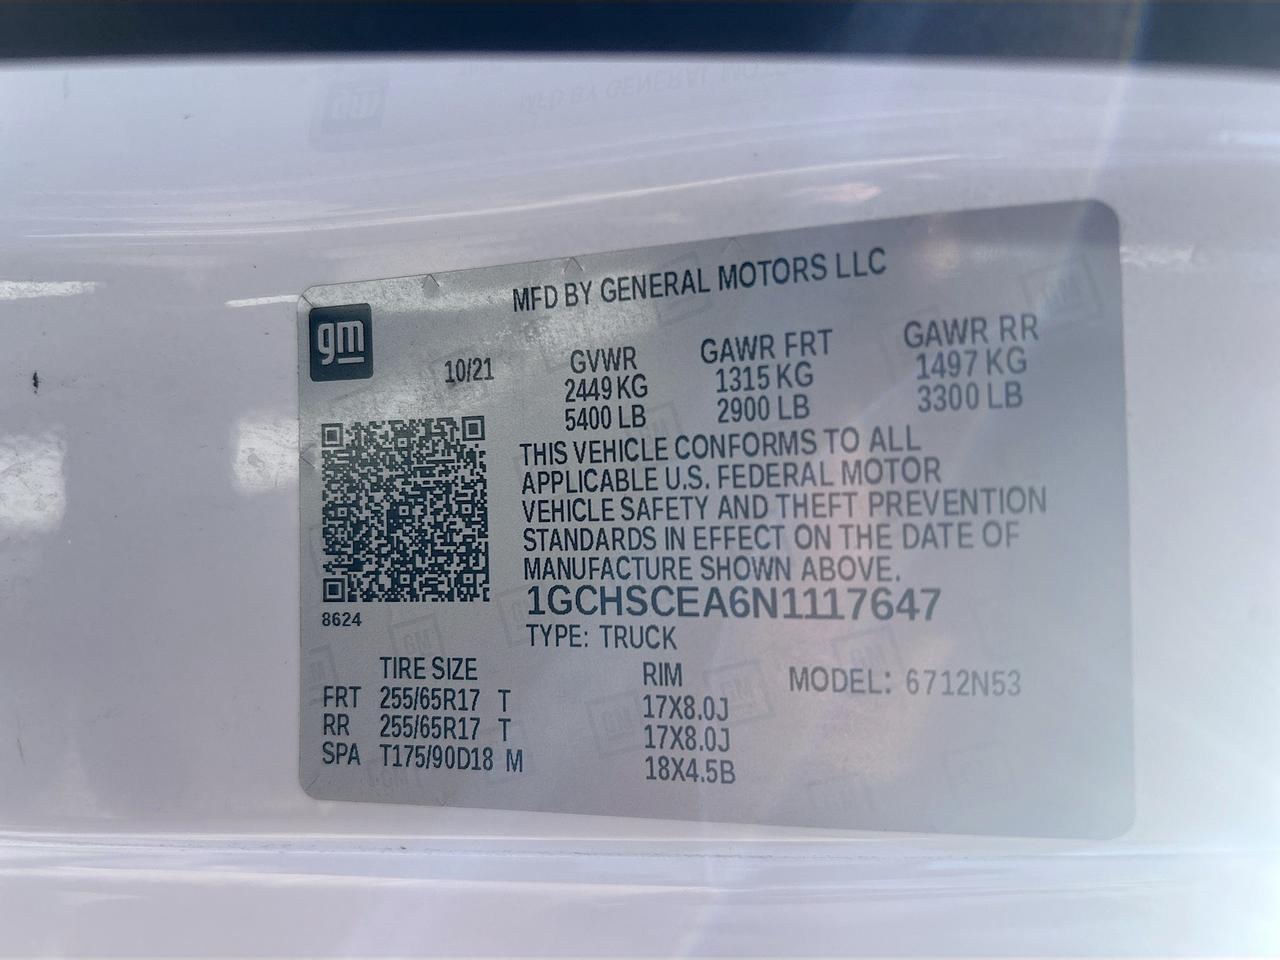 MFD BY GENERAL MOTORS LLC
gm
10/21
GVWR GAWR FRT GAWR RR
2449 KG 1315 KG 1497 KG
5400 LB 2900 LB 3300 LB
THIS VEHICLE CONFORMS TO ALL
APPLICABLE U.S. FEDERAL MOTOR
VEHICLE SAFETY AND THEFT PREVENTION
STANDARDS IN EFFECT ON THE DATE OF
MANUFACTURE SHOWN ABOVE.
8624
1GCHSCEA6N1117647
TYPE: TRUCK
TIRE SIZE RIM MODEL: 6712N53
FRT 255/65R17 T 17X8.0J
RR 255/65R17 T 17X8.0J
SPA T175/90D18 M 18X4.5B